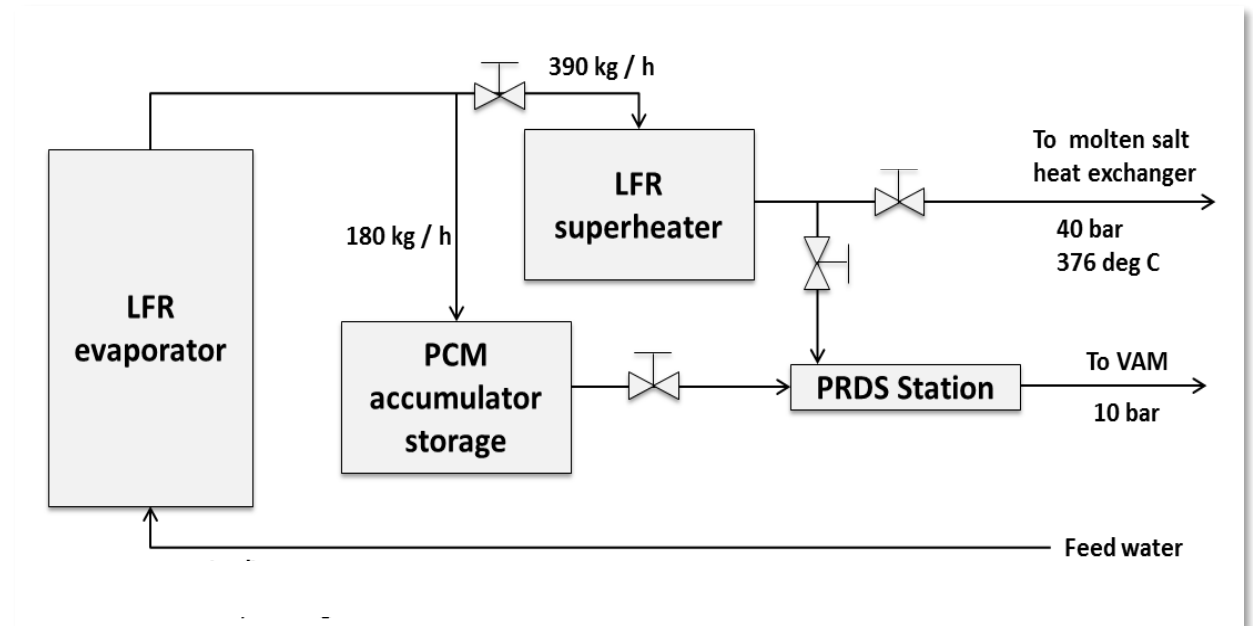 390 kg / h
To molten salt
heat exchanger
LFR
superheater
40 bar
376 deg C
180 kg / h
LFR
evaporator
PCM
accumulator
storage
PRDS Station
To VAM
10 bar
Feed water